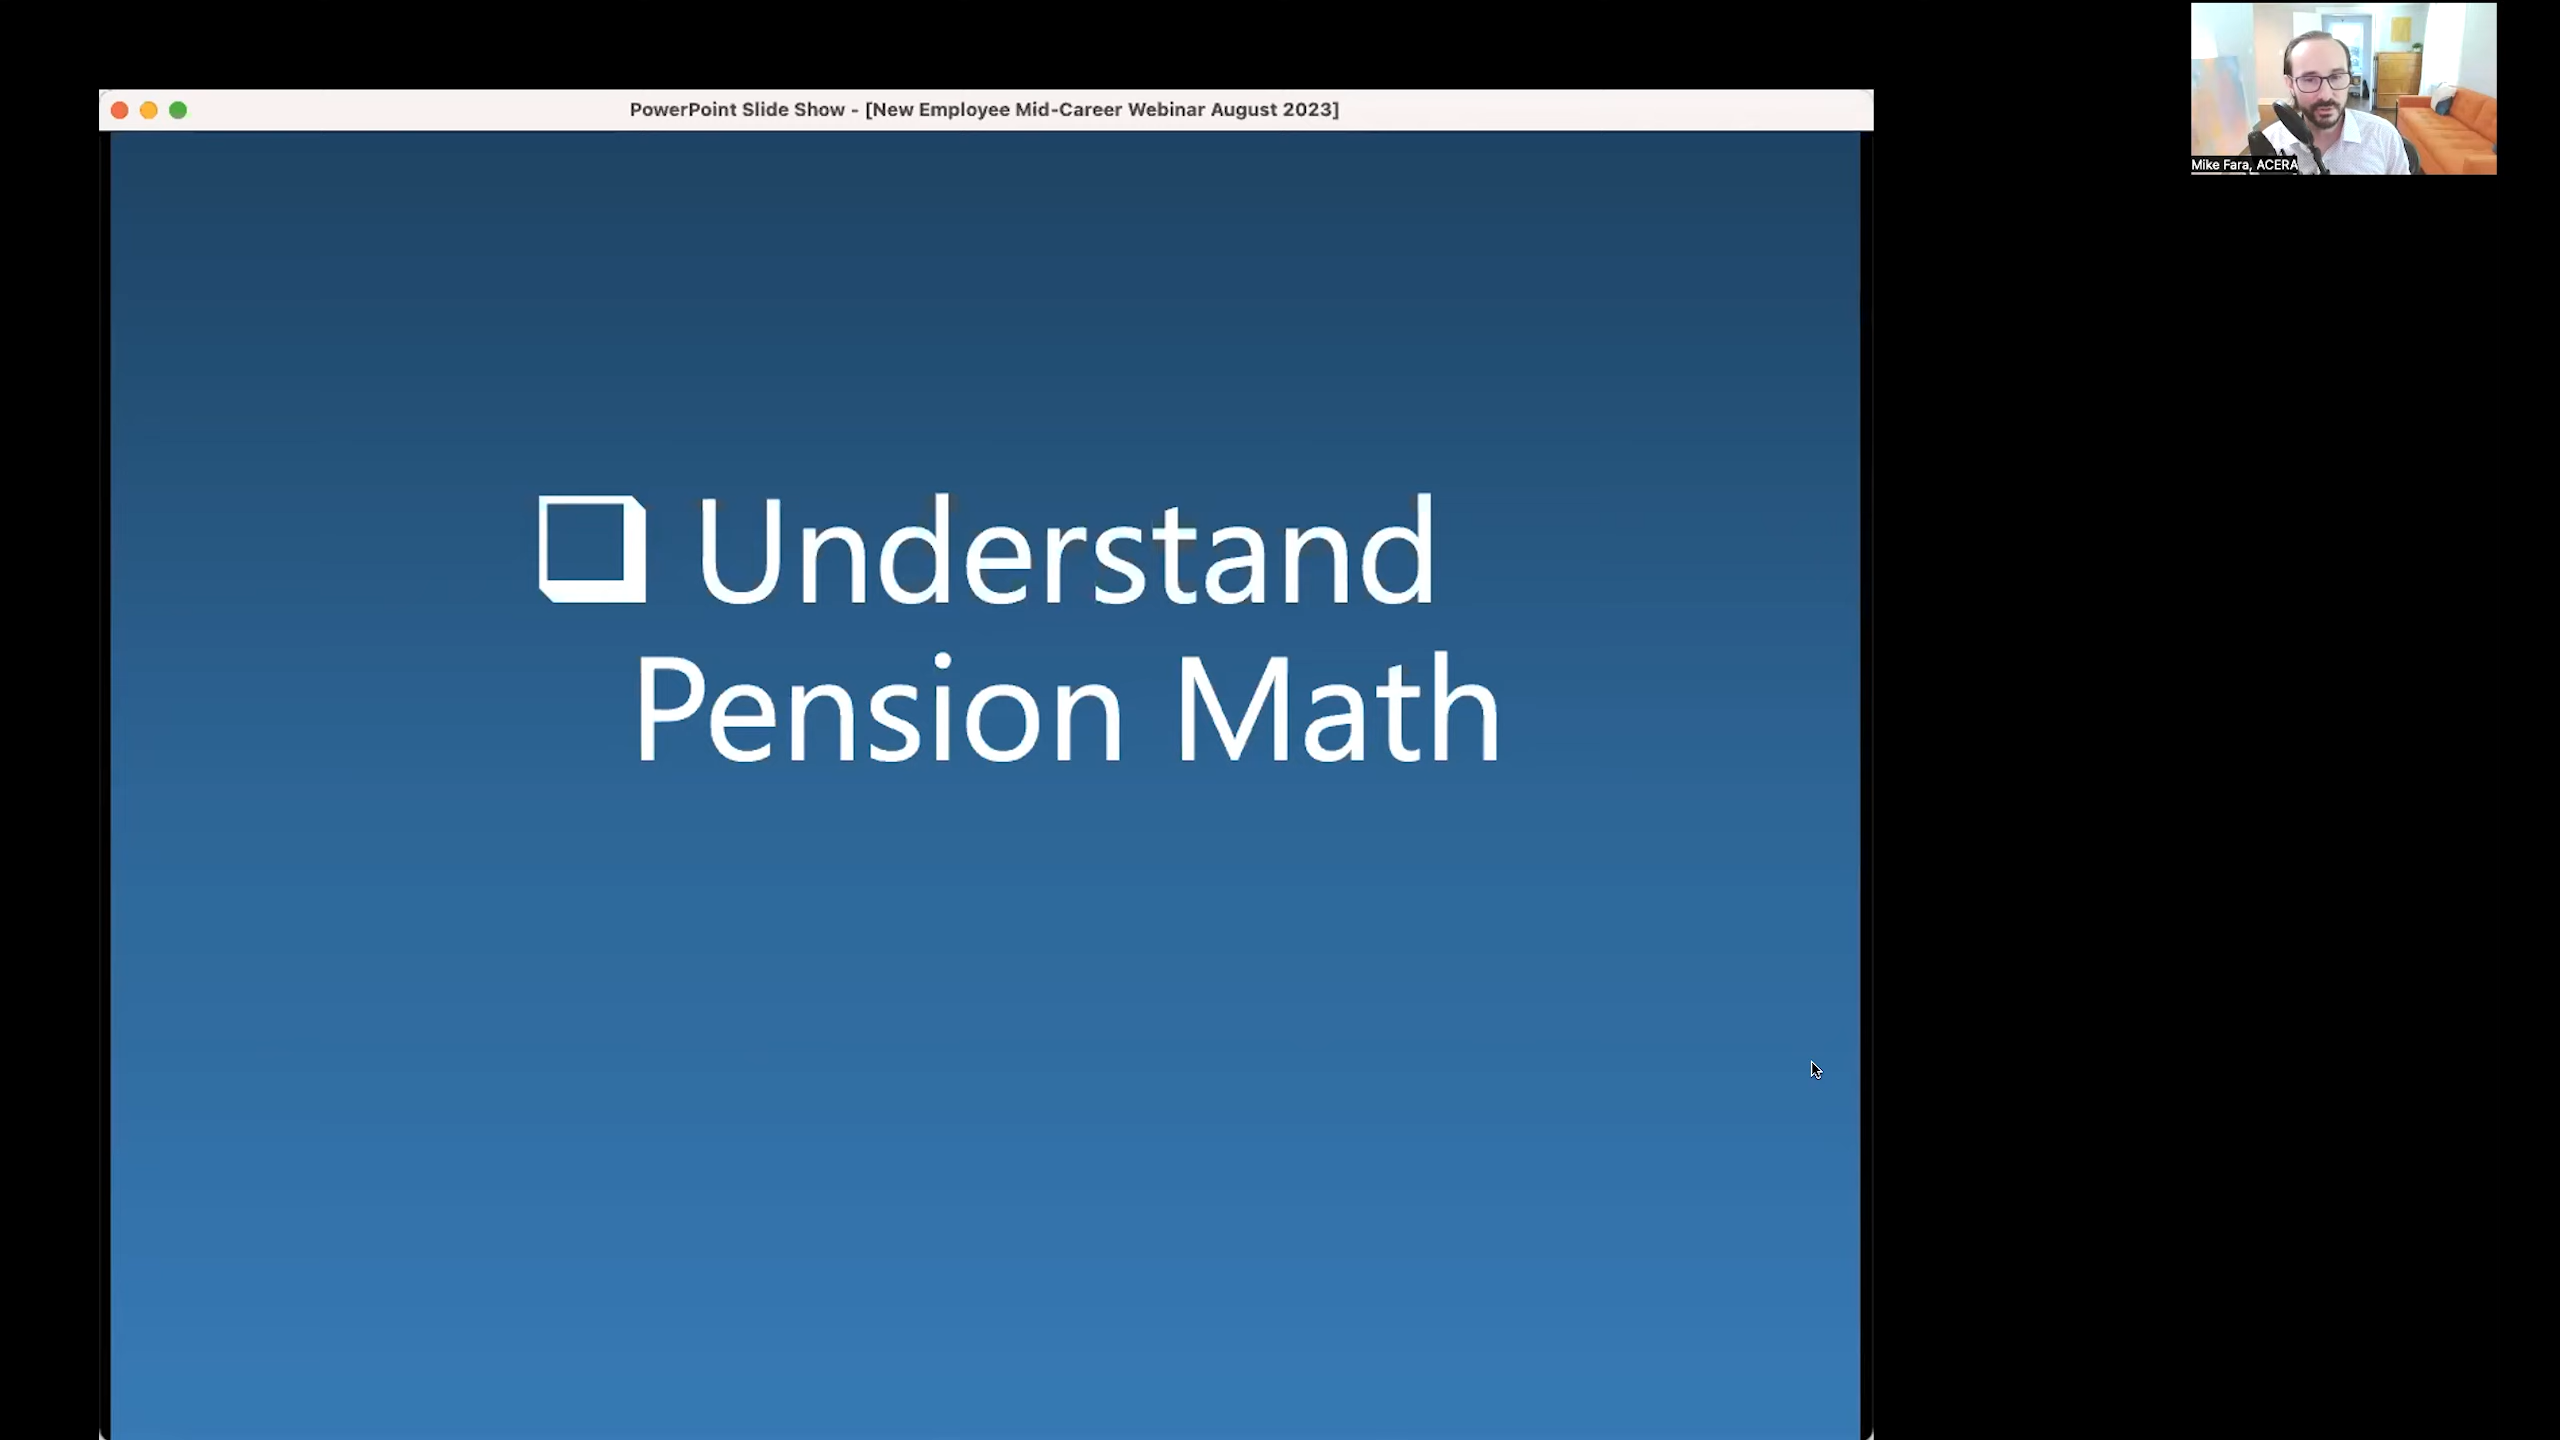 PowerPoint Slide Show - [New Employee Mid-Career Webinar August 2023]
Mike Fara, ACERA
❑ Understand
Pension Math